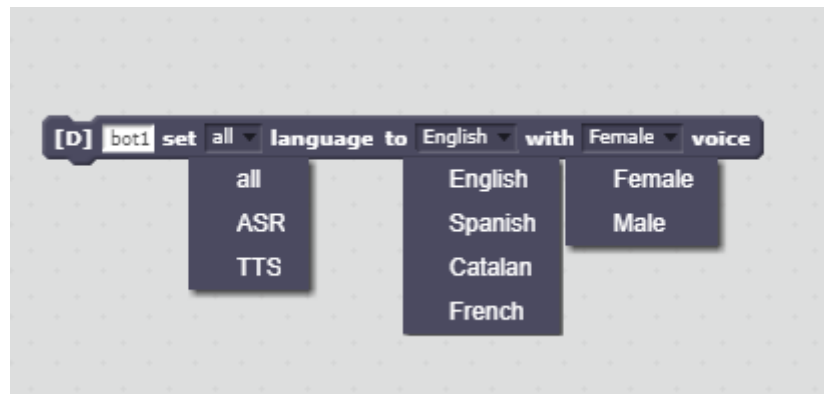 [D] bot1 set all language to English with Female voice
all English Female
ASR Spanish Male
TTS Catalan
French